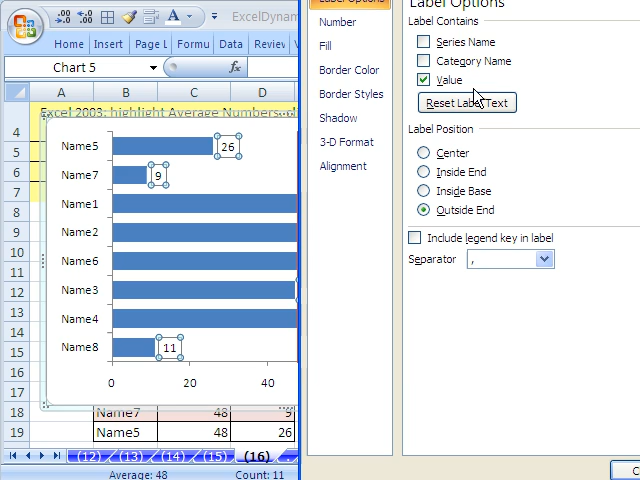 ExcelDynam
Home Insert Page L Formu Data Review
Chart 5
fx
A B C D
Excel 2003: highlight Average Numbers
4
5
6
7
8
9
10
11
12
13
14
15
16
17
18
19
Name5 26
Name7 9
Name1
Name2
Name6
Name3
Name4
Name8 11
0 20 40
Name7 48 9
Name5 48 26
(12) (13) (14) (15) (16)
Average: 48 Count: 11
Label Options
Number
Fill
Border Color
Border Styles
Shadow
3-D Format
Alignment
Label Options
Label Contains
Series Name
Category Name
Value
Reset Label Text
Label Position
Center
Inside End
Inside Base
Outside End
Include legend key in label
Separator ,
C